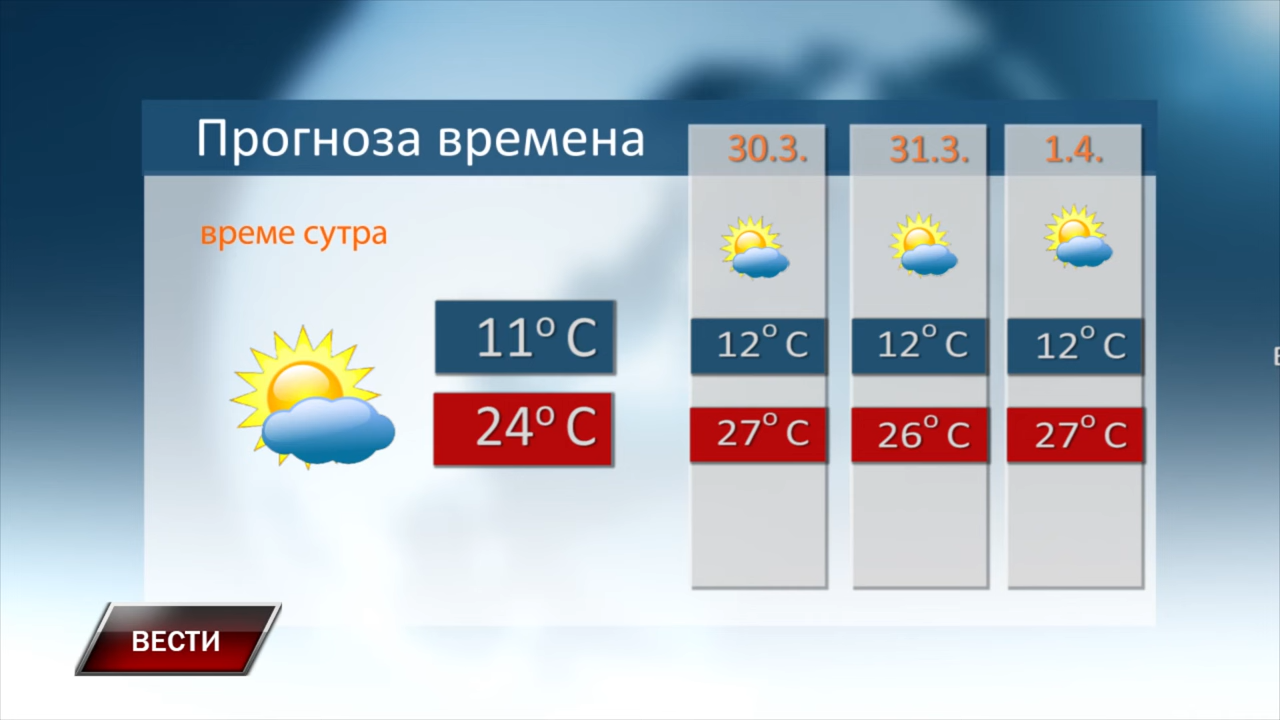 Прогноза времена
време сутра
11° C
24° C
30.3.
12° C
27° C
31.3.
12° C
26° C
1.4.
12° C
27° C
ВЕСТИ